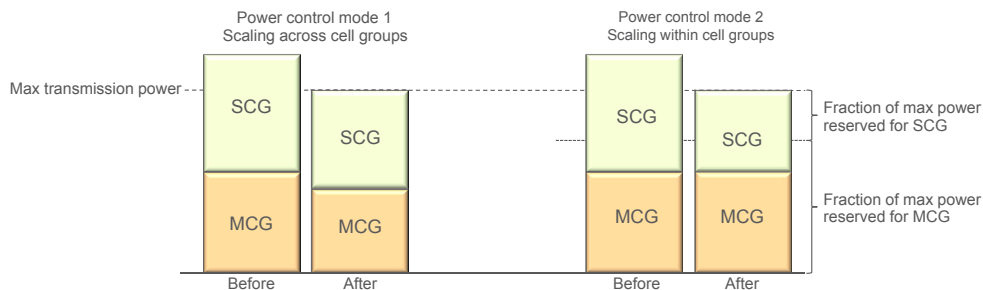 Power control mode 1
Scaling across cell groups
Power control mode 2
Scaling within cell groups
Max transmission power
SCG
SCG
MCG
MCG
Before
After
SCG
SCG
MCG
MCG
Before
After
Fraction of max power
reserved for SCG
Fraction of max power
reserved for MCG